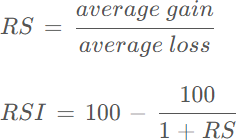 RS = average gain / average loss
RSI = 100 − 100 / 1 + RS